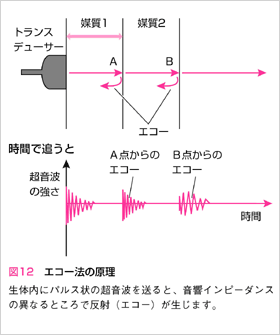 媒質1 媒質2
トランス
デューサー
A B
エコー
時間で追うと
超音波
の強さ
A点からの
エコー
B点からの
エコー
時間
図12 エコー法の原理
生体内にパルス状の超音波を送ると、音響インピーダンス
の異なるところで反射（エコー）が生じます。